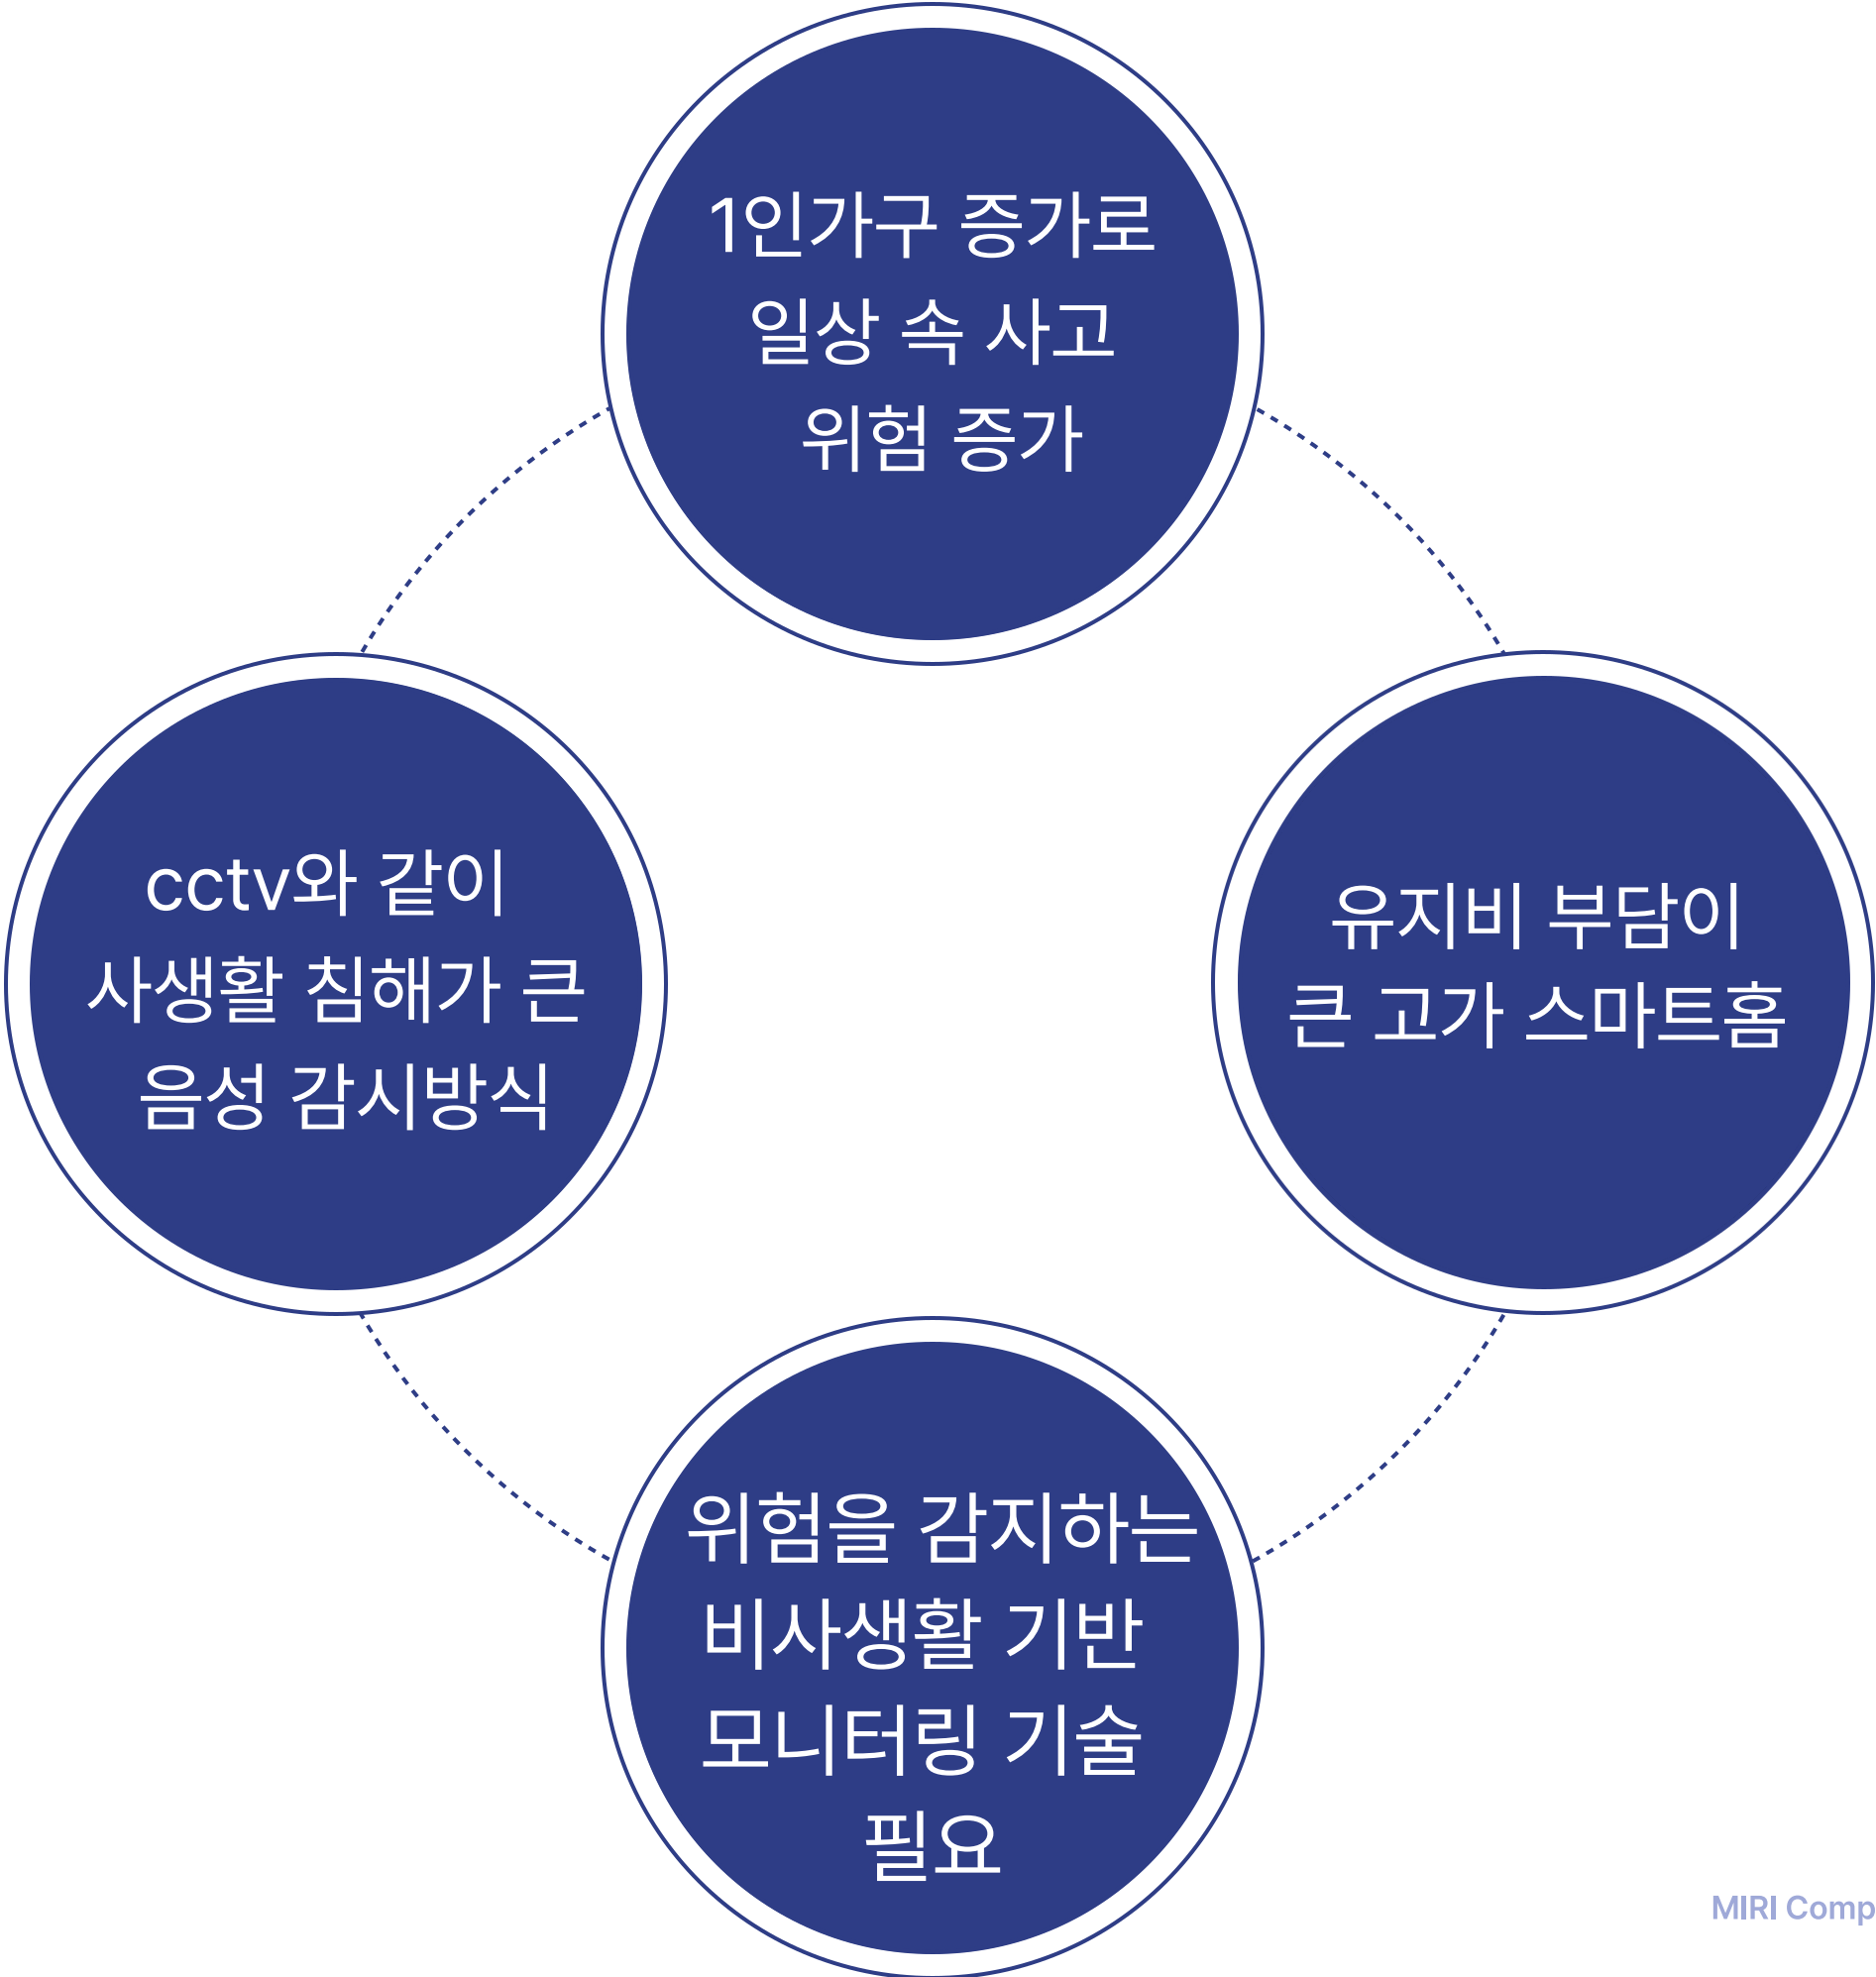 1인가구 증가로
일상 속 사고
위험 증가
cctv와 같이
사생활 침해가 큰
음성 감시방식
유지비 부담이
큰 고가 스마트홈
위험을 감지하는
비사생활 기반
모니터링 기술
필요
MIRI Comp